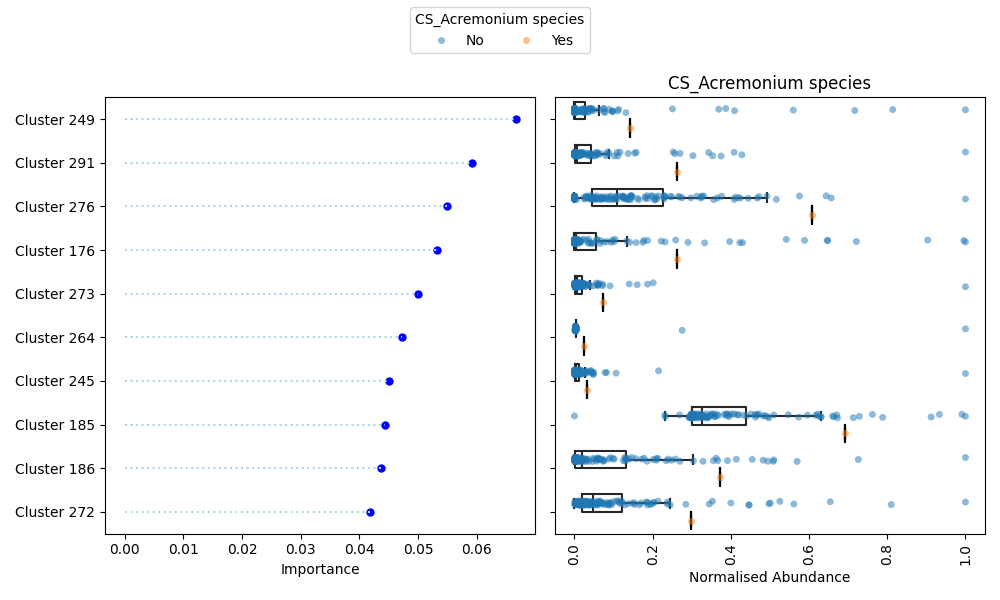 CS_Acremonium species
No Yes
CS_Acremonium species
Cluster 249
Cluster 291
Cluster 276
Cluster 176
Cluster 273
Cluster 264
Cluster 245
Cluster 185
Cluster 186
Cluster 272
0.00 0.01 0.02 0.03 0.04 0.05 0.06
Importance
0.0 0.2 0.4 0.6 0.8 1.0
Normalised Abundance